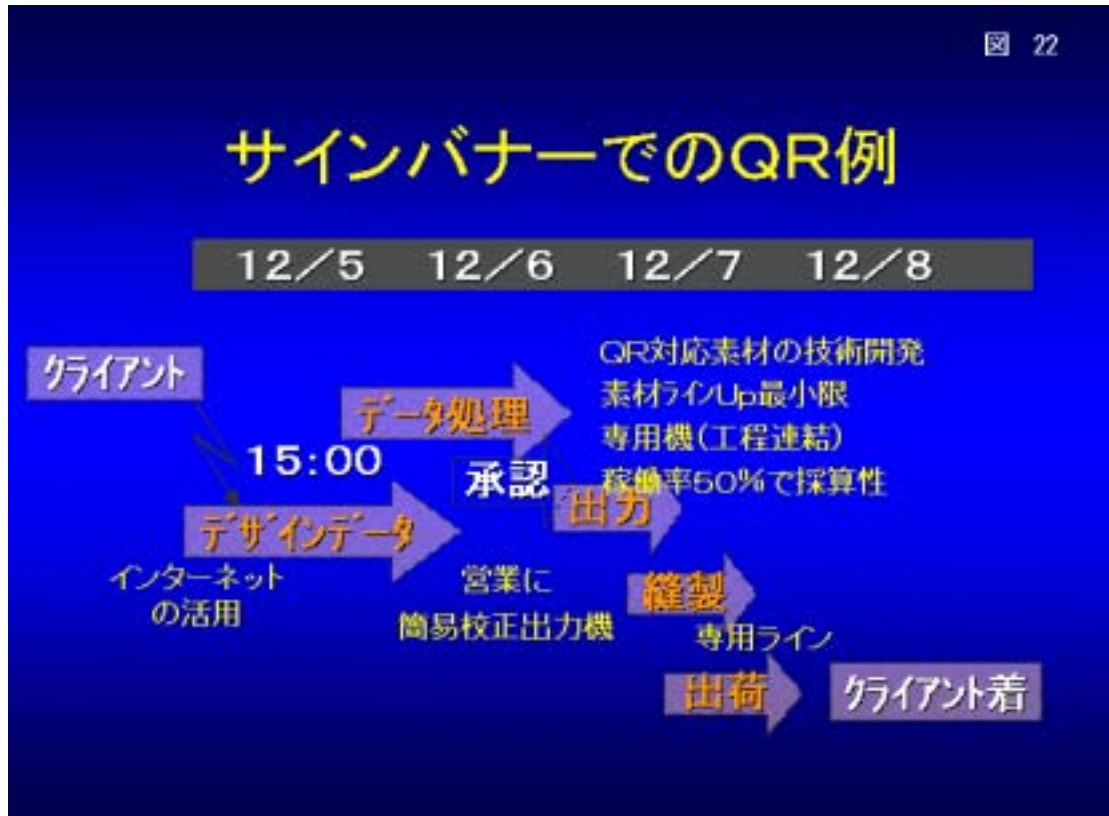 図 22
サインバナーでのQR例
12/5 12/6 12/7 12/8
クライアント
15:00
データ処理
QR対応素材の技術開発
素材ラインUp最小限
専用機(工程連結)
稼働率50%で採算性
承認
出力
デザインデータ
インターネット
の活用
営業に
簡易校正出力機
縫製
専用ライン
出荷
クライアント着